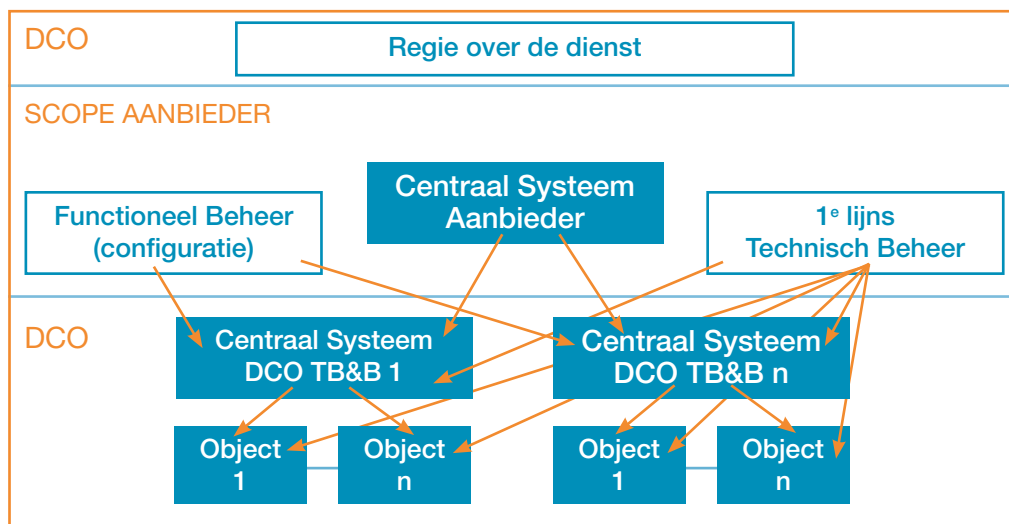 DCO
Regie over de dienst
SCOPE AANBIEDER
Functioneel Beheer
(configuratie)
Centraal Systeem
Aanbieder
1e lijns
Technisch Beheer
DCO
Centraal Systeem
DCO TB&B 1
Centraal Systeem
DCO TB&B n
Object
1
Object
n
Object
1
Object
n